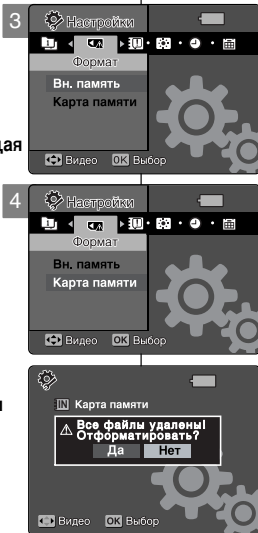 3
Настройки
Формат
Вн. память
Карта памяти
Видео OK Выбор
4
Настройки
Формат
Вн. память
Карта памяти
Видео OK Выбор
IN Карта памяти
Все файлы удалены!
Отформатировать?
Да Нет
Видео OK Выбор